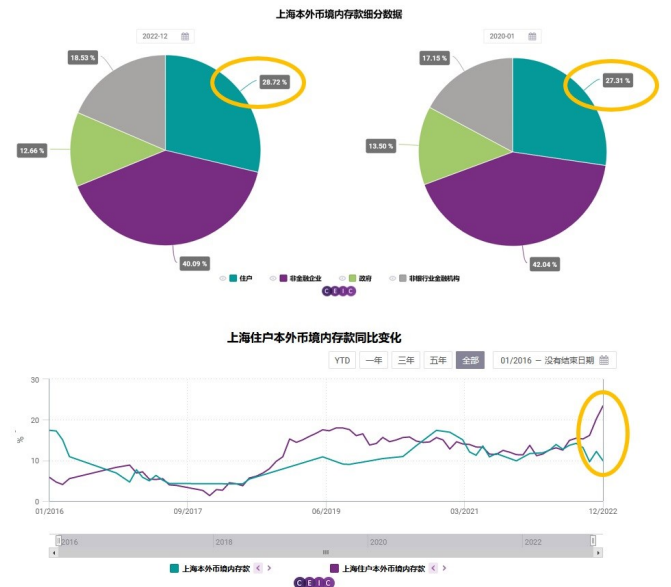 上海本外币境内存款细分数据
2022-12
2020-01
18.53 %
28.72 %
17.15 %
27.31 %
12.66 %
13.50 %
40.09 %
42.04 %
住户 非金融企业 政府 非银行业金融机构
CEIC
上海住户本外币境内存款同比变化
YTD 一年 三年 五年 全部 01/2016 – 没有结束日期
30
20
%
10
0
01/2016 09/2017 06/2019 03/2021 12/2022
2016 2018 2020 2022
上海本外币境内存款 上海住户本外币境内存款
CEIC